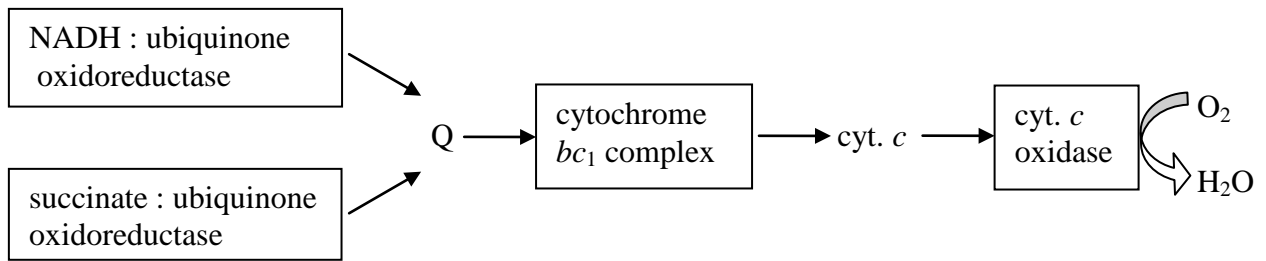 NADH : ubiquinone
oxidoreductase
succinate : ubiquinone
oxidoreductase
Q
cytochrome
bc₁ complex
cyt. c
cyt. c
oxidase
O₂
H₂O